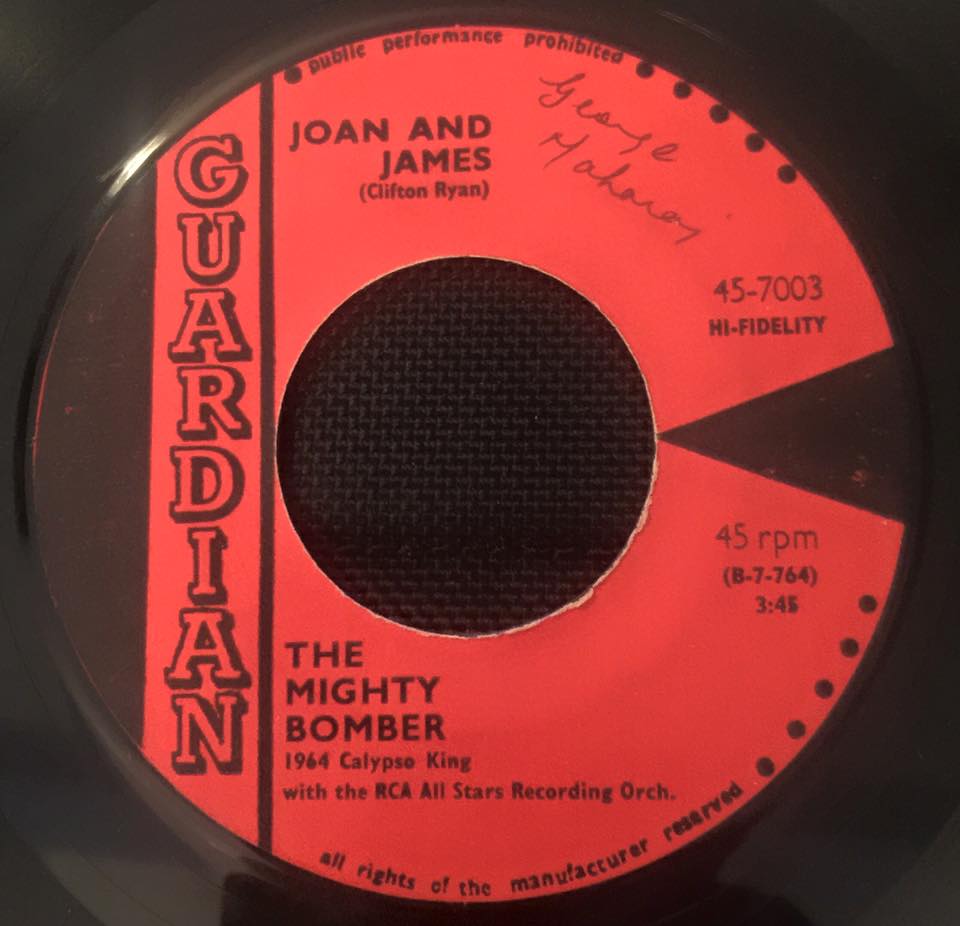 public performance prohibited
George
Maharaj
JOAN AND
JAMES
(Clifton Ryan)
GUARDIAN
45-7003
HI-FIDELITY
45 rpm
(B-7-764)
3:45
THE
MIGHTY
BOMBER
1964 Calypso King
with the RCA All Stars Recording Orch.
all rights of the manufacturer reserved